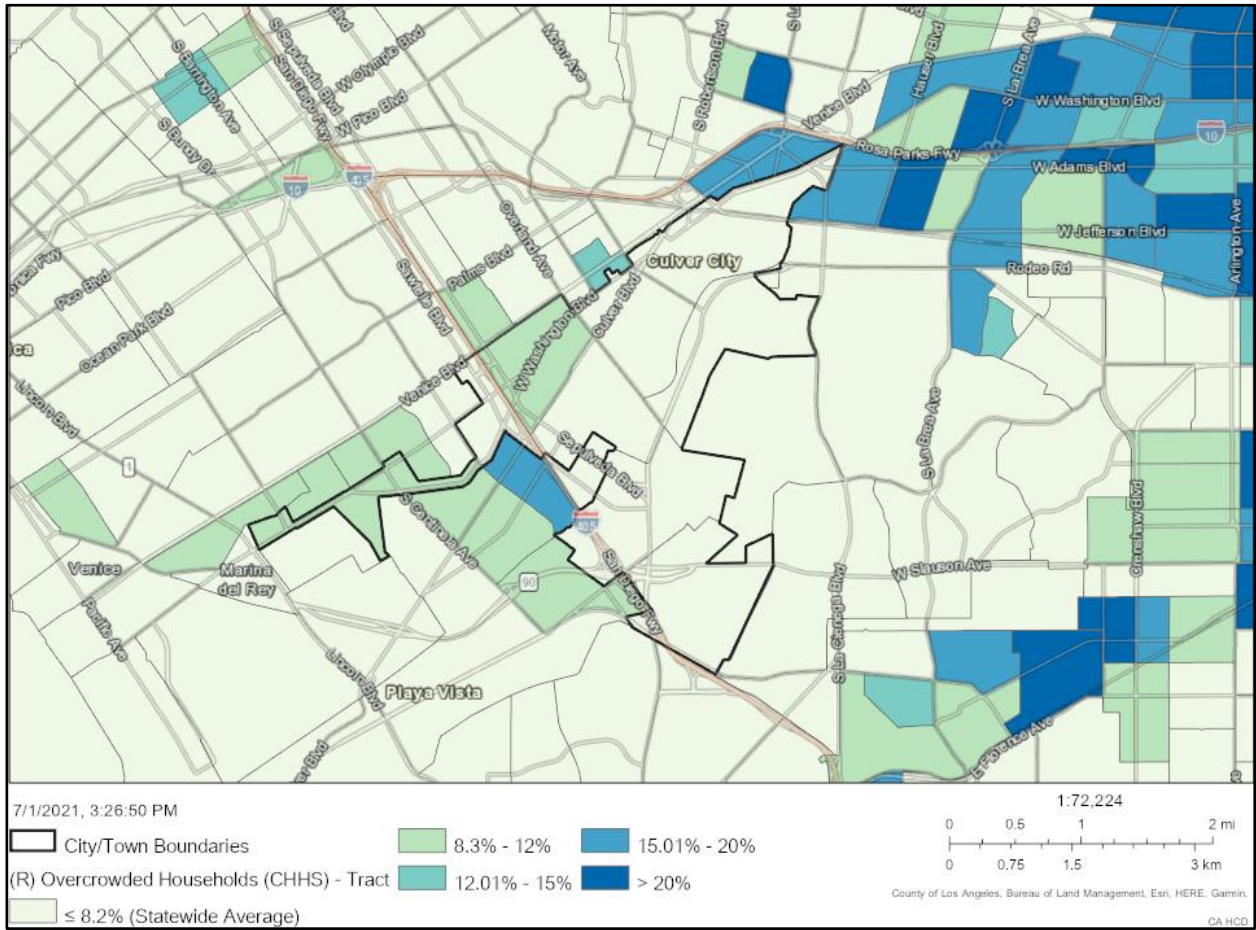 S Sepulveda Blvd
San Diego Fwy
W Olympic Blvd
Motor Ave
S Barrington Ave
W Pico Blvd
S Bundy Dr
S Robertson Blvd
Venice Blvd
Hauser Blvd
S La Brea Ave
W Washington Blvd
10
Rosa Parks Fwy
W Adams Blvd
10
405
Overland Ave
W Jefferson Blvd
Arlington Ave
Pico Blvd
Palms Blvd
Culver City
Rodeo Rd
Sawtelle Blvd
Ocean Park Blvd
W Washington Blvd
Culver Blvd
Lincoln Blvd
Venice Blvd
1
Sepulveda Blvd
S La Brea Ave
S Centinela Ave
405
Crenshaw Blvd
Venice
Marina
del Rey
90
San Diego Fwy
W Slauson Ave
Pacific Ave
Lincoln Blvd
Playa Vista
S La Cienega Blvd
E Florence Ave
7/1/2021, 3:26:50 PM
City/Town Boundaries
(R) Overcrowded Households (CHHS) - Tract
≤ 8.2% (Statewide Average)
8.3% - 12%
12.01% - 15%
15.01% - 20%
> 20%
1:72,224
0 0.5 1 2 mi
0 0.75 1.5 3 km
County of Los Angeles, Bureau of Land Management, Esri, HERE, Garmin,
CA HCD